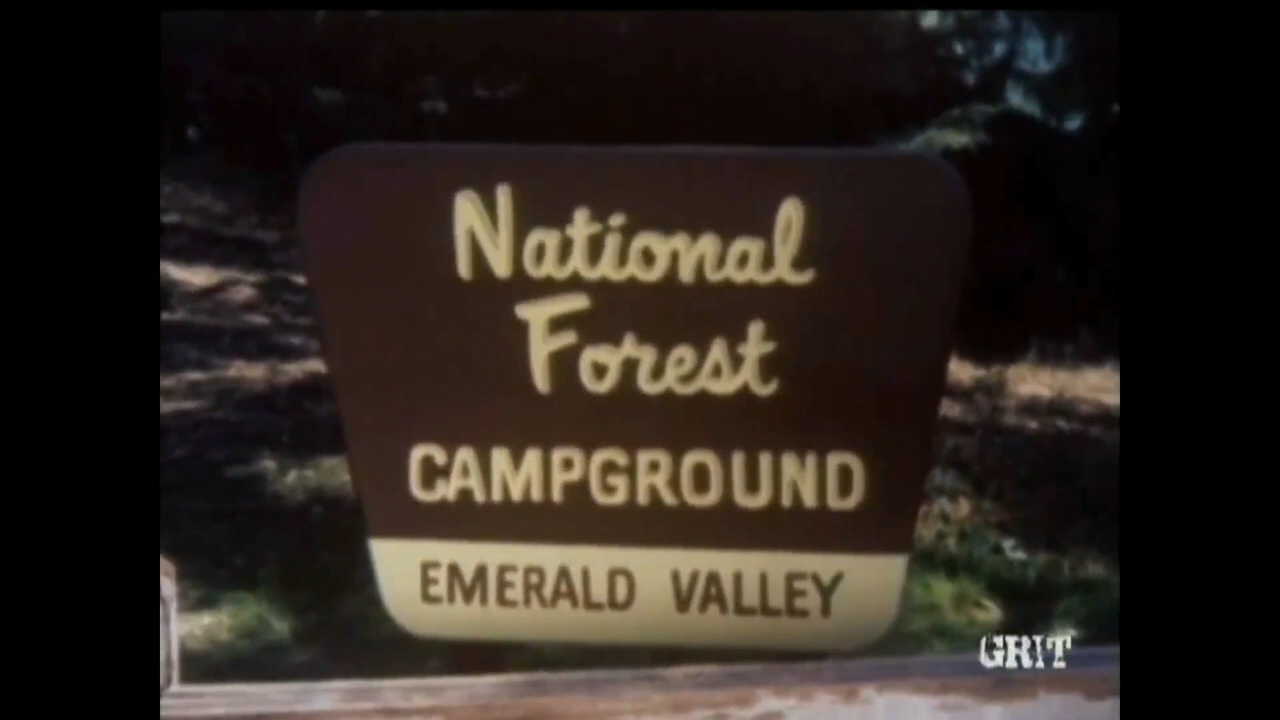 National
Forest
CAMPGROUND
EMERALD VALLEY
GRIT